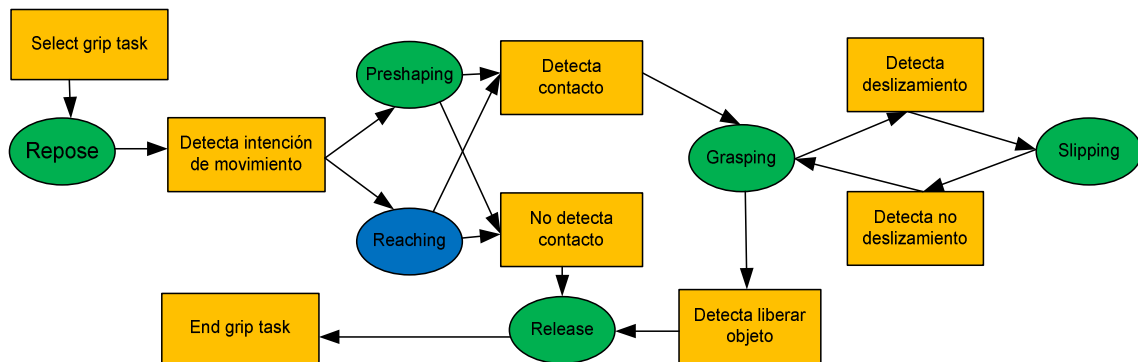 Select grip task
Repose
Detecta intención
de movimiento
Preshaping
Reaching
Detecta
contacto
No detecta
contacto
Grasping
Detecta
deslizamiento
Slipping
Detecta no
deslizamiento
Detecta liberar
objeto
Release
End grip task